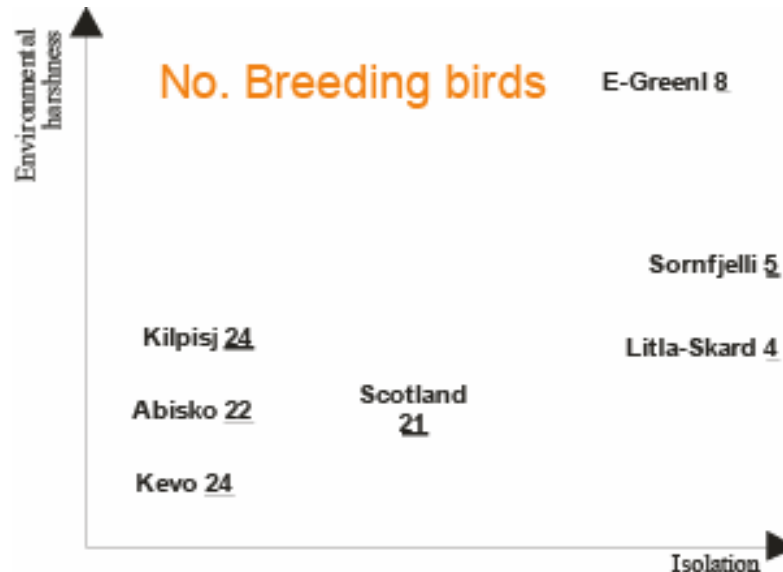 Environmental
harshness
No. Breeding birds
E-Greenl 8
Sornfjelli 5
Kilpisj 24
Litla-Skard 4
Scotland
21
Abisko 22
Kevo 24
Isolation